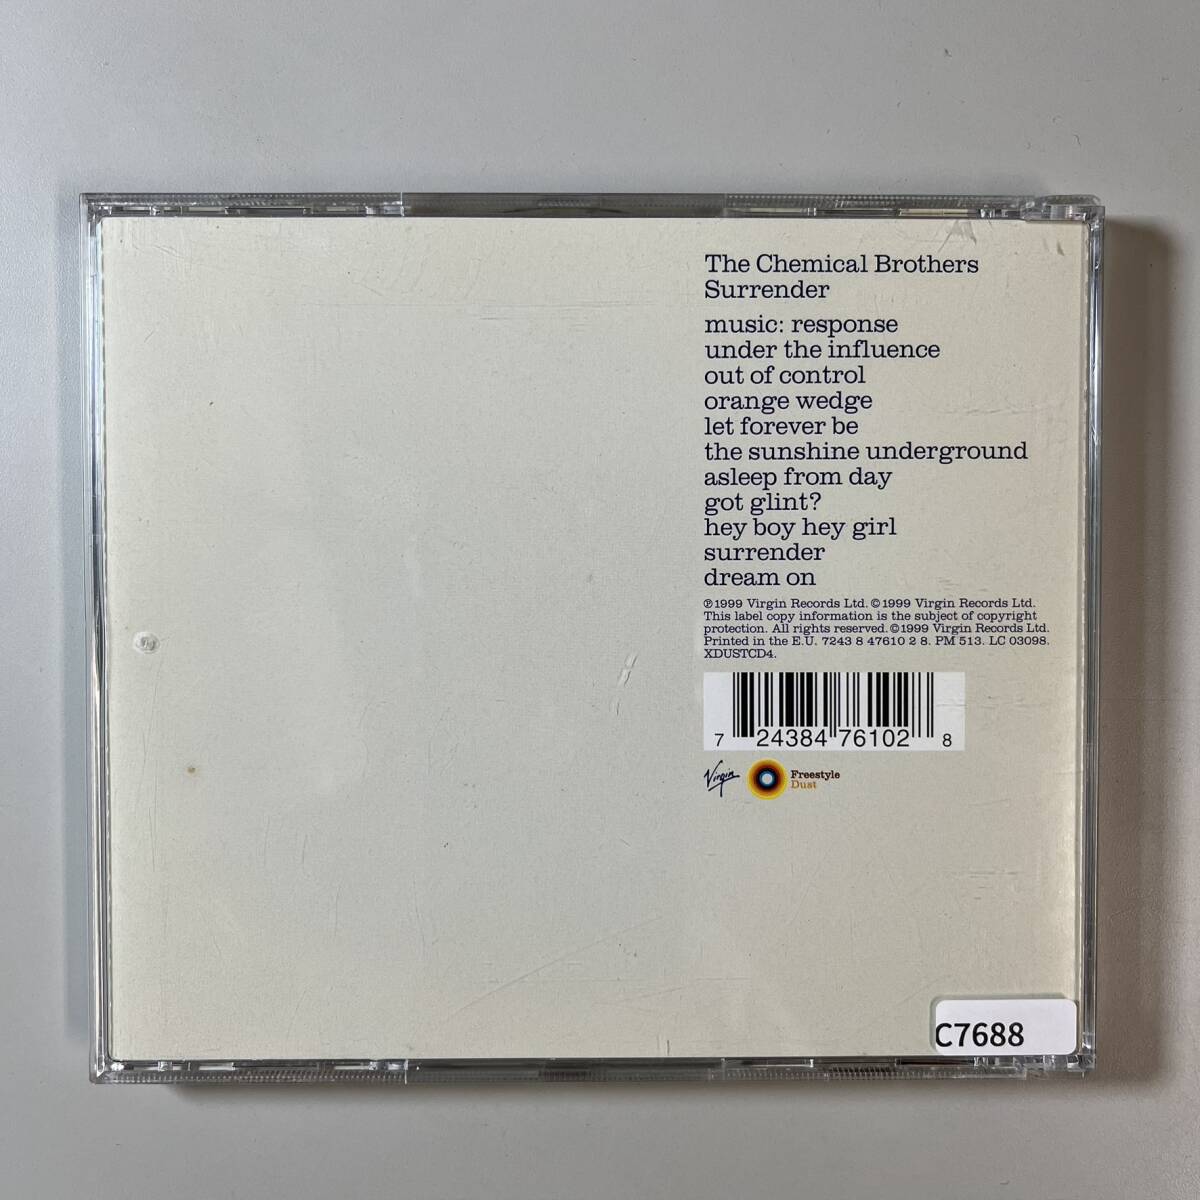 The Chemical Brothers
Surrender
music: response
under the influence
out of control
orange wedge
let forever be
the sunshine underground
asleep from day
got glint?
hey boy hey girl
surrender
dream on
℗1999 Virgin Records Ltd. ©1999 Virgin Records Ltd.
This label copy information is the subject of copyright
protection. All rights reserved. ©1999 Virgin Records Ltd.
Printed in the E.U. 7243 8 47610 2 8. PM 513. LC 03098.
XDUSTCD4.
7 24384 76102 8
Virgin
Freestyle
Dust
C7688